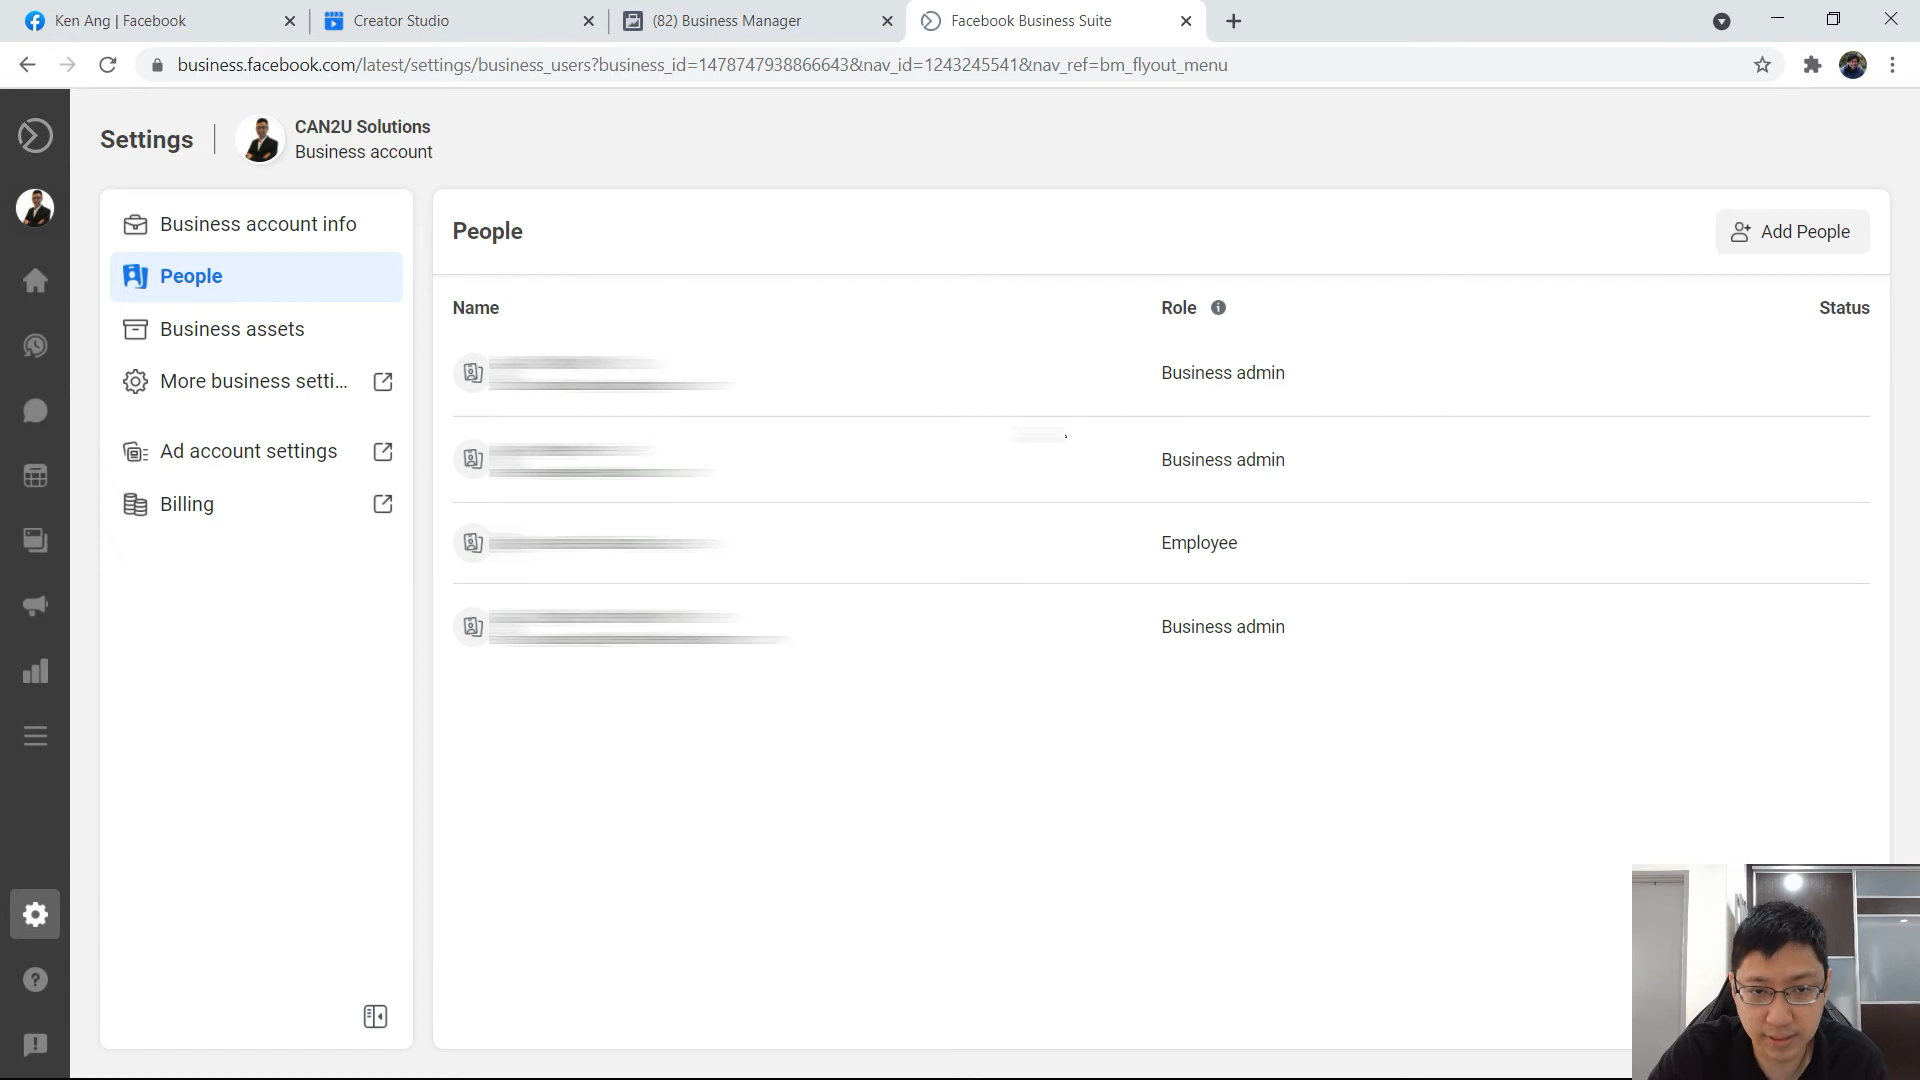 Ken Ang | Facebook
Creator Studio
(82) Business Manager
Facebook Business Suite
business.facebook.com/latest/settings/business_users?business_id=1478747938866643&nav_id=1243245541&nav_ref=bm_flyout_menu
Settings
CAN2U Solutions
Business account
Business account info
People
Business assets
More business setti...
Ad account settings
Billing
People
Add People
Name
Role
Status
Business admin
Business admin
Employee
Business admin